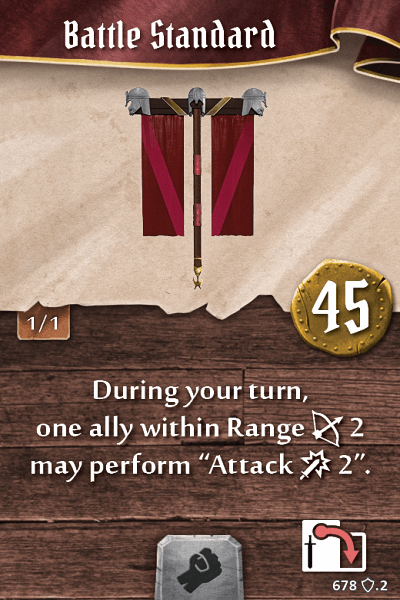 Battle Standard
45
1/1
During your turn,
one ally within Range 2
may perform “Attack 2”.
678 .2